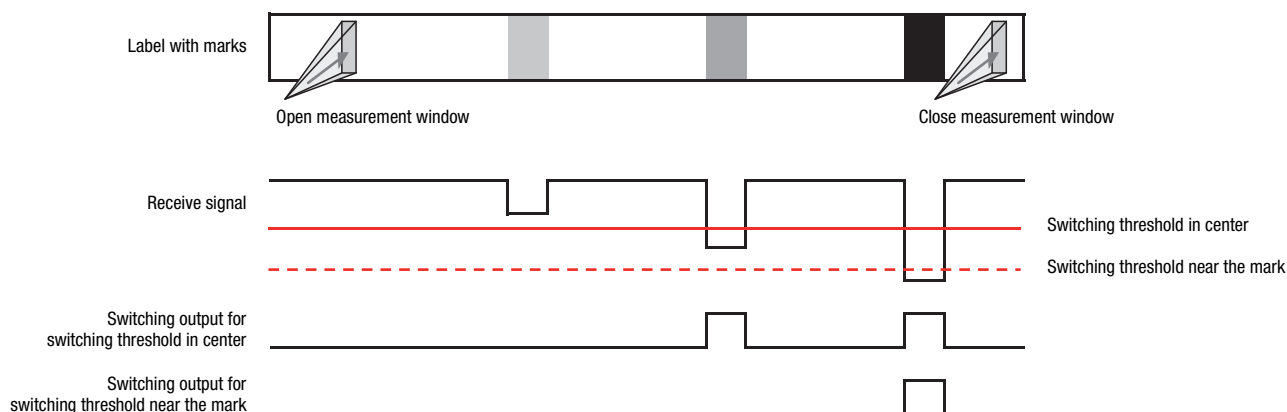 Label with marks
Open measurement window
Close measurement window
Receive signal
Switching threshold in center
Switching threshold near the mark
Switching output for
switching threshold in center
Switching output for
switching threshold near the mark